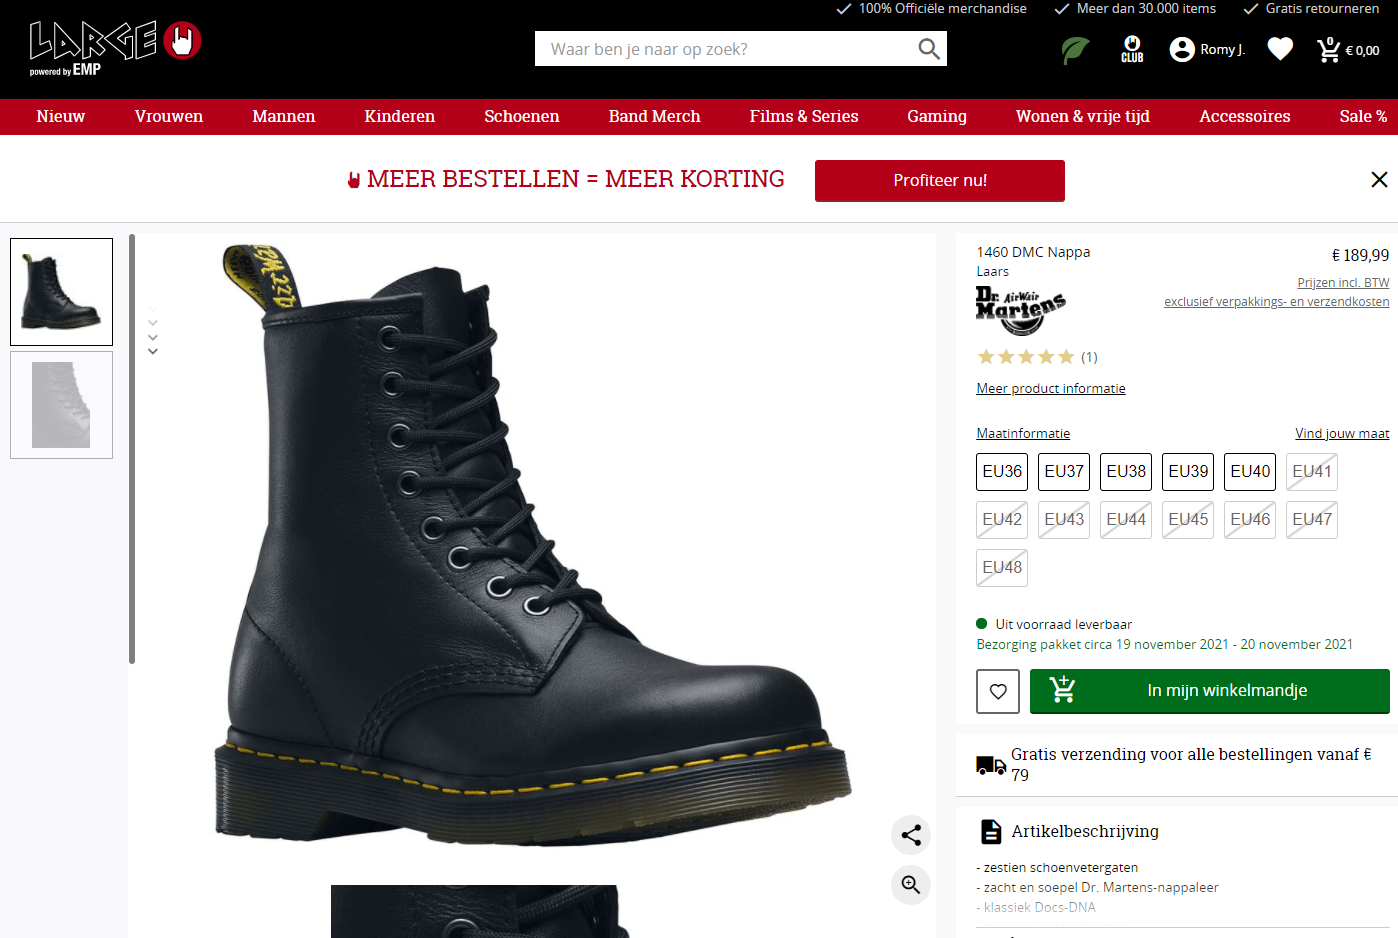 100% Officiële merchandise
Meer dan 30.000 items
Gratis retourneren
LARGE
powered by EMP
Waar ben je naar op zoek?
CLUB
Romy J.
0
€ 0,00
Nieuw
Vrouwen
Mannen
Kinderen
Schoenen
Band Merch
Films & Series
Gaming
Wonen & vrije tijd
Accessoires
Sale %
MEER BESTELLEN = MEER KORTING
Profiteer nu!
1460 DMC Nappa
€ 189,99
Laars
Prijzen incl. BTW
exclusief verpakkings- en verzendkosten
Dr. AirWair
Martens
(1)
Meer product informatie
Maatinformatie
Vind jouw maat
EU36 EU37 EU38 EU39 EU40 EU41
EU42 EU43 EU44 EU45 EU46 EU47
EU48
Uit voorraad leverbaar
Bezorging pakket circa 19 november 2021 - 20 november 2021
In mijn winkelmandje
Gratis verzending voor alle bestellingen vanaf €
79
Artikelbeschrijving
- zestien schoenvetergaten
- zacht en soepel Dr. Martens-nappaleer
- klassiek Docs-DNA